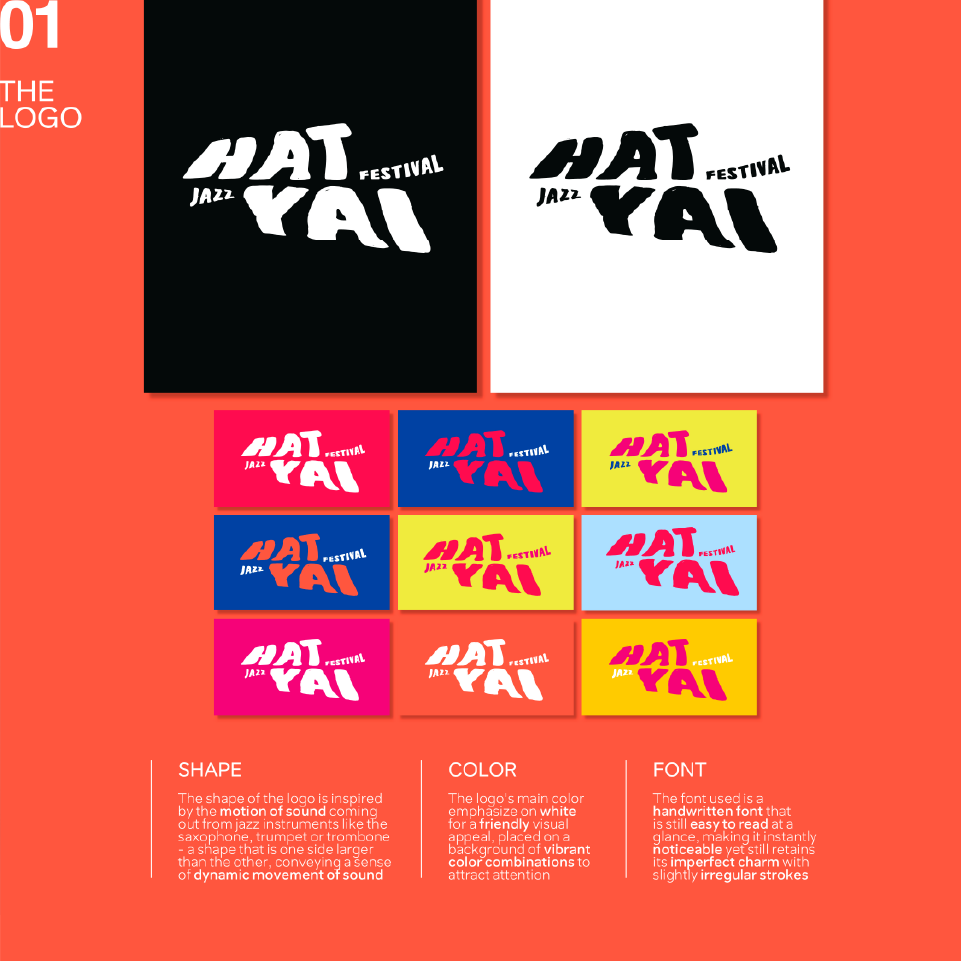 01
THE
LOGO
HAT
FESTIVAL
JAZZ
YAI
HAT
FESTIVAL
JAZZ
YAI
HAT
FESTIVAL
JAZZ
YAI
HAT
FESTIVAL
JAZZ
YAI
HAT
FESTIVAL
JAZZ
YAI
HAT
FESTIVAL
JAZZ
YAI
HAT
FESTIVAL
JAZZ
YAI
HAT
FESTIVAL
JAZZ
YAI
HAT
FESTIVAL
JAZZ
YAI
HAT
FESTIVAL
JAZZ
YAI
HAT
FESTIVAL
JAZZ
YAI
SHAPE
The shape of the logo is inspired
by the motion of sound coming
out from jazz instruments like the
saxophone, trumpet or trombone
- a shape that is one side larger
than the other, conveying a sense
of dynamic movement of sound
COLOR
The logo's main color
emphasize on white
for a friendly visual
appeal, placed on a
background of vibrant
color combinations to
attract attention
FONT
The font used is a
handwritten font that
is still easy to read at a
glance, making it instantly
noticeable yet still retains
its imperfect charm with
slightly irregular strokes